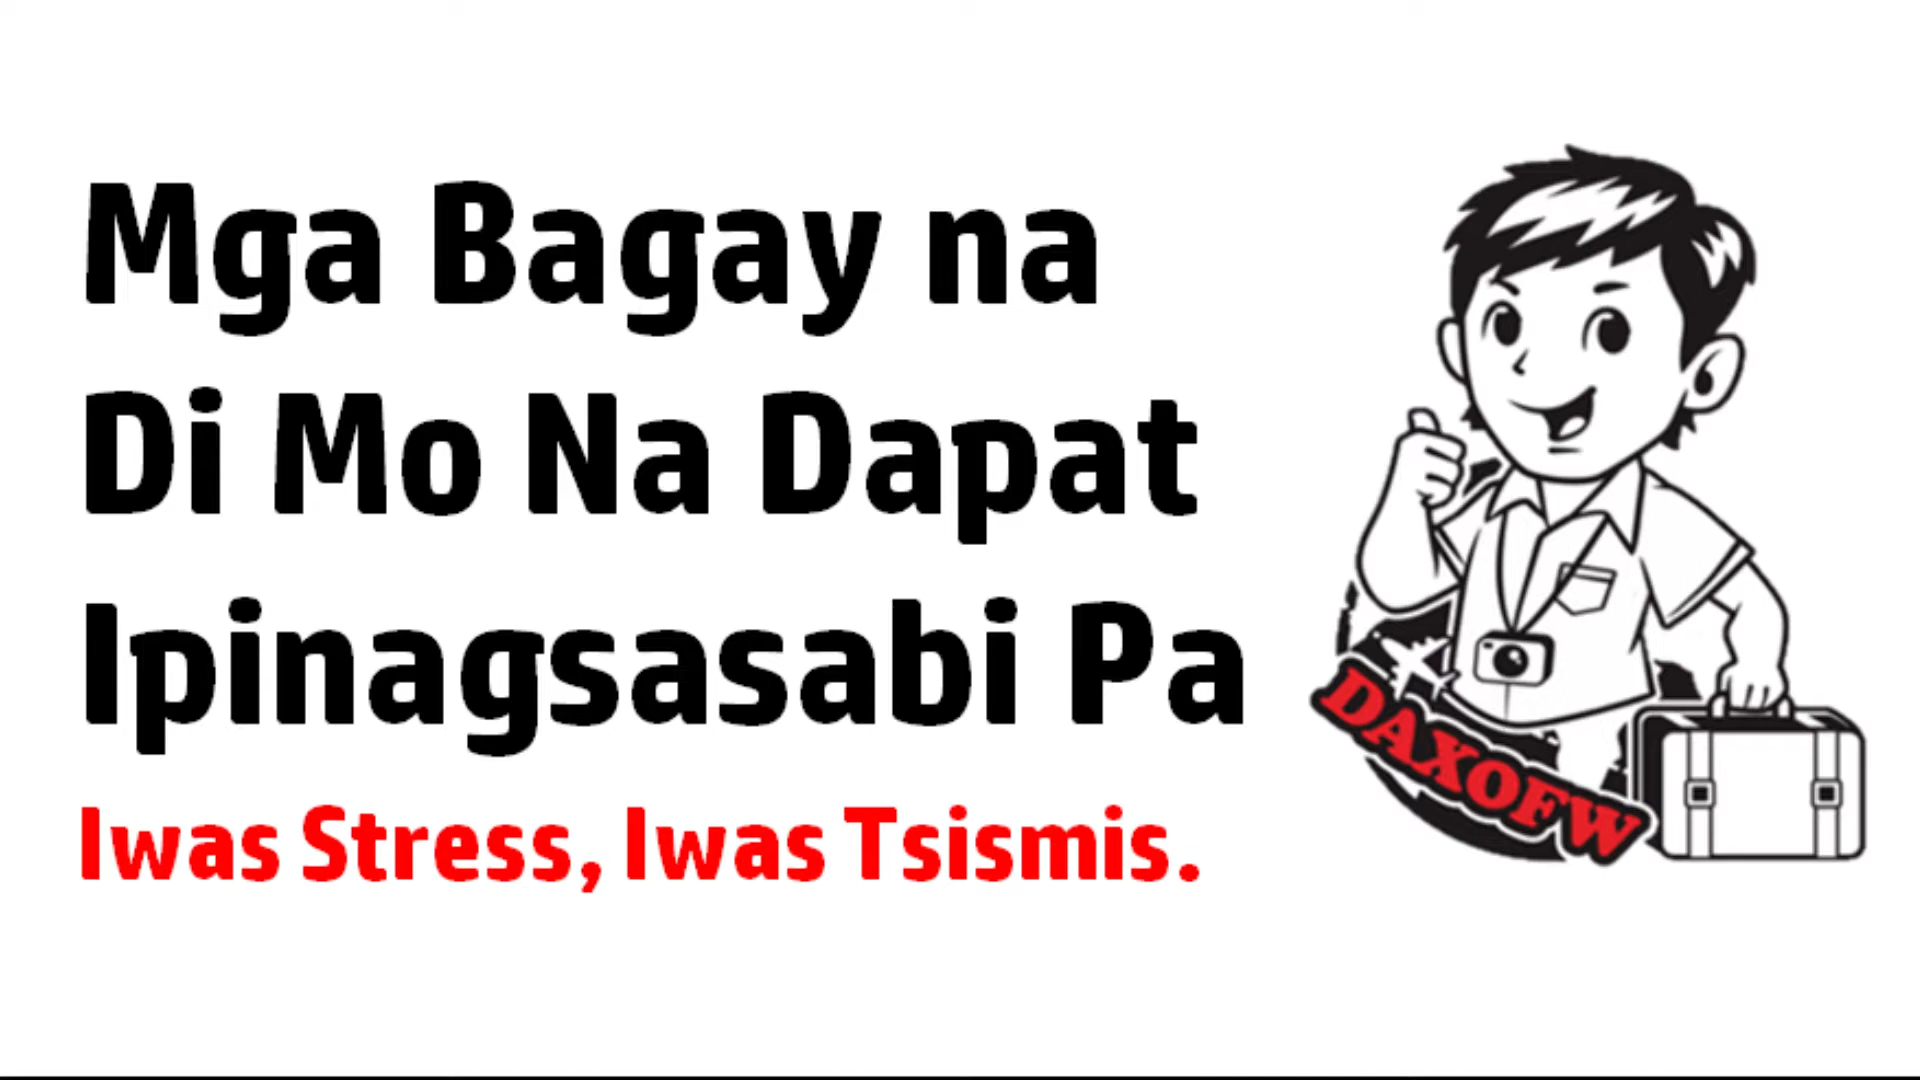 Mga Bagay na
Di Mo Na Dapat
Ipinagsasabi Pa
Iwas Stress, Iwas Tsismis.
DAXOFW